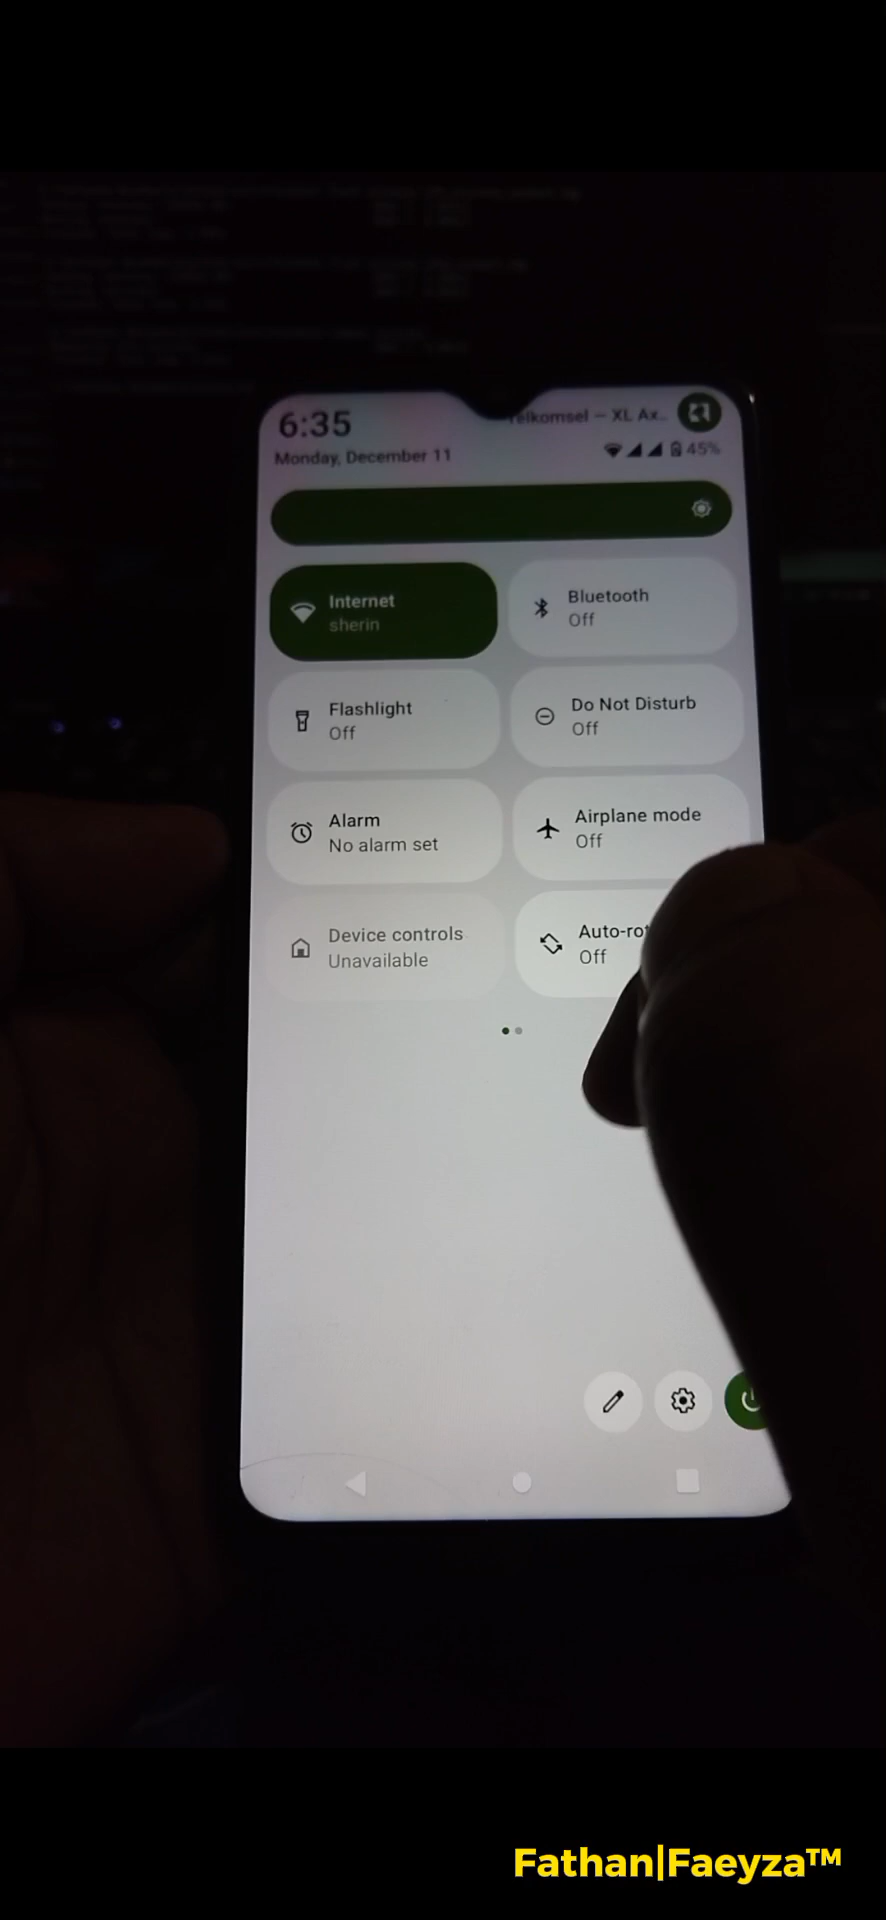 6:35
elkomsel — XL Ax..
Monday, December 11
45%
Internet
sherin
Bluetooth
Off
Flashlight
Off
Do Not Disturb
Off
Alarm
No alarm set
Airplane mode
Off
Device controls
Unavailable
Auto-rot
Off
Fathan|Faeyza™